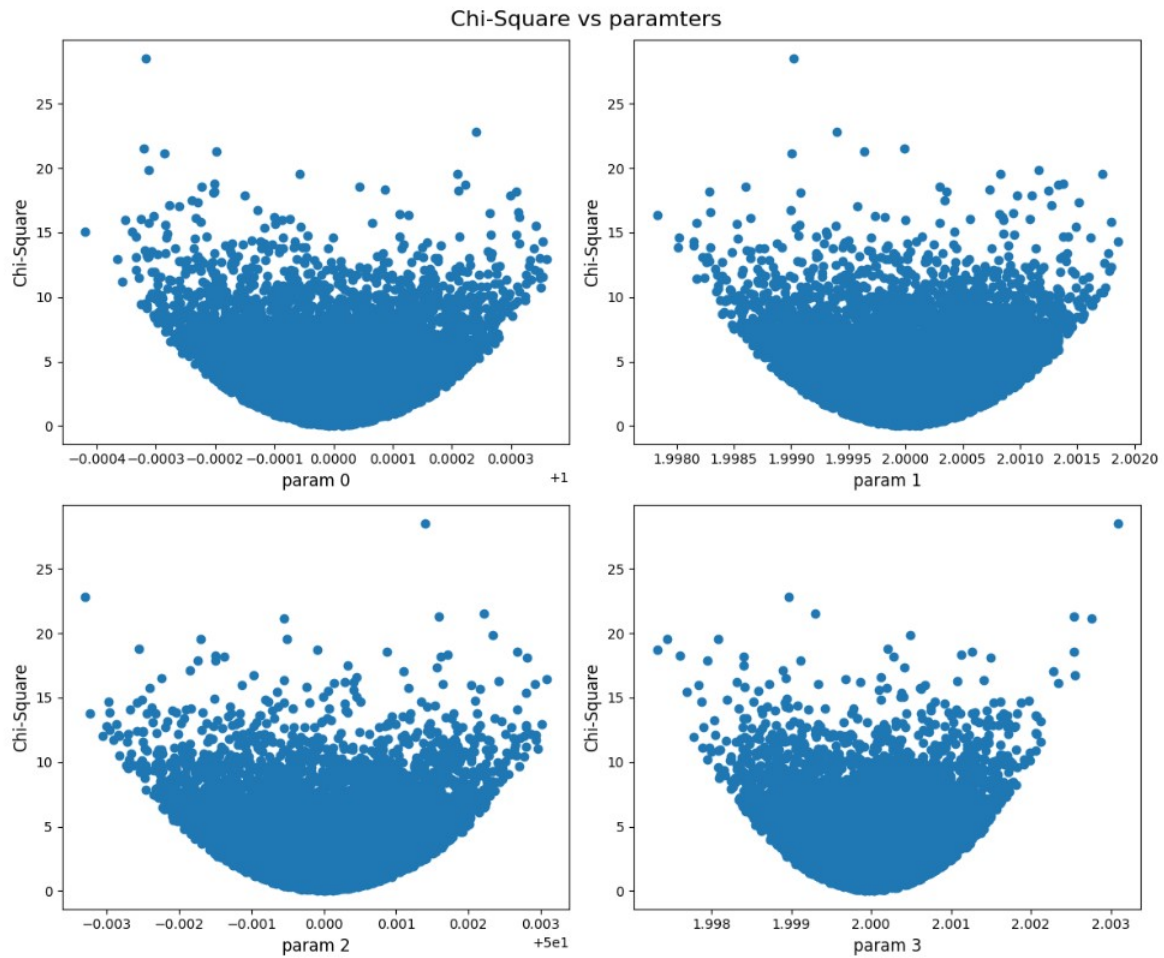 Chi-Square vs paramters
25
20
15
10
5
0
Chi-Square
−0.0004 −0.0003 −0.0002 −0.0001 0.0000 0.0001 0.0002 0.0003
param 0
+1
25
20
15
10
5
0
Chi-Square
1.9980 1.9985 1.9990 1.9995 2.0000 2.0005 2.0010 2.0015 2.0020
param 1
25
20
15
10
5
0
Chi-Square
−0.003 −0.002 −0.001 0.000 0.001 0.002 0.003
param 2
+5e1
25
20
15
10
5
0
Chi-Square
1.998 1.999 2.000 2.001 2.002 2.003
param 3